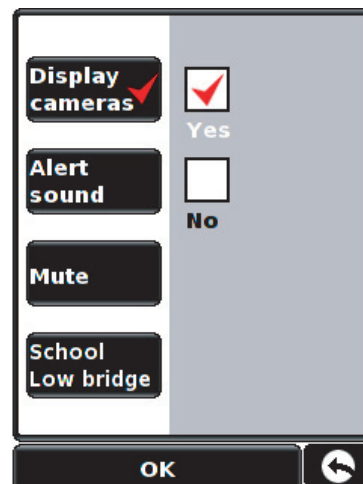 Display
cameras
Yes
Alert
sound
No
Mute
School
Low bridge
OK